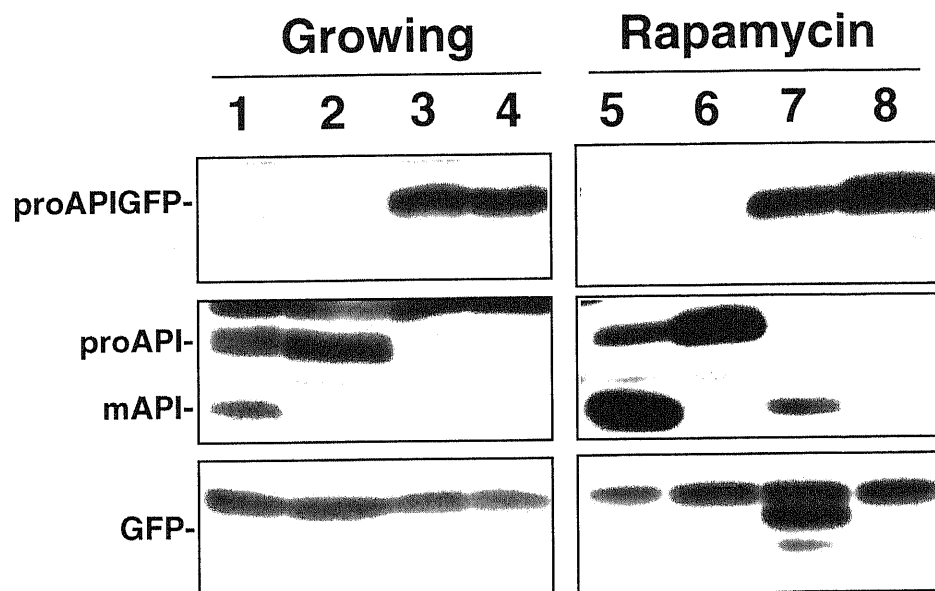 Growing Rapamycin
1 2 3 4 5 6 7 8
proAPIGFP-
proAPI-
mAPI-
GFP-